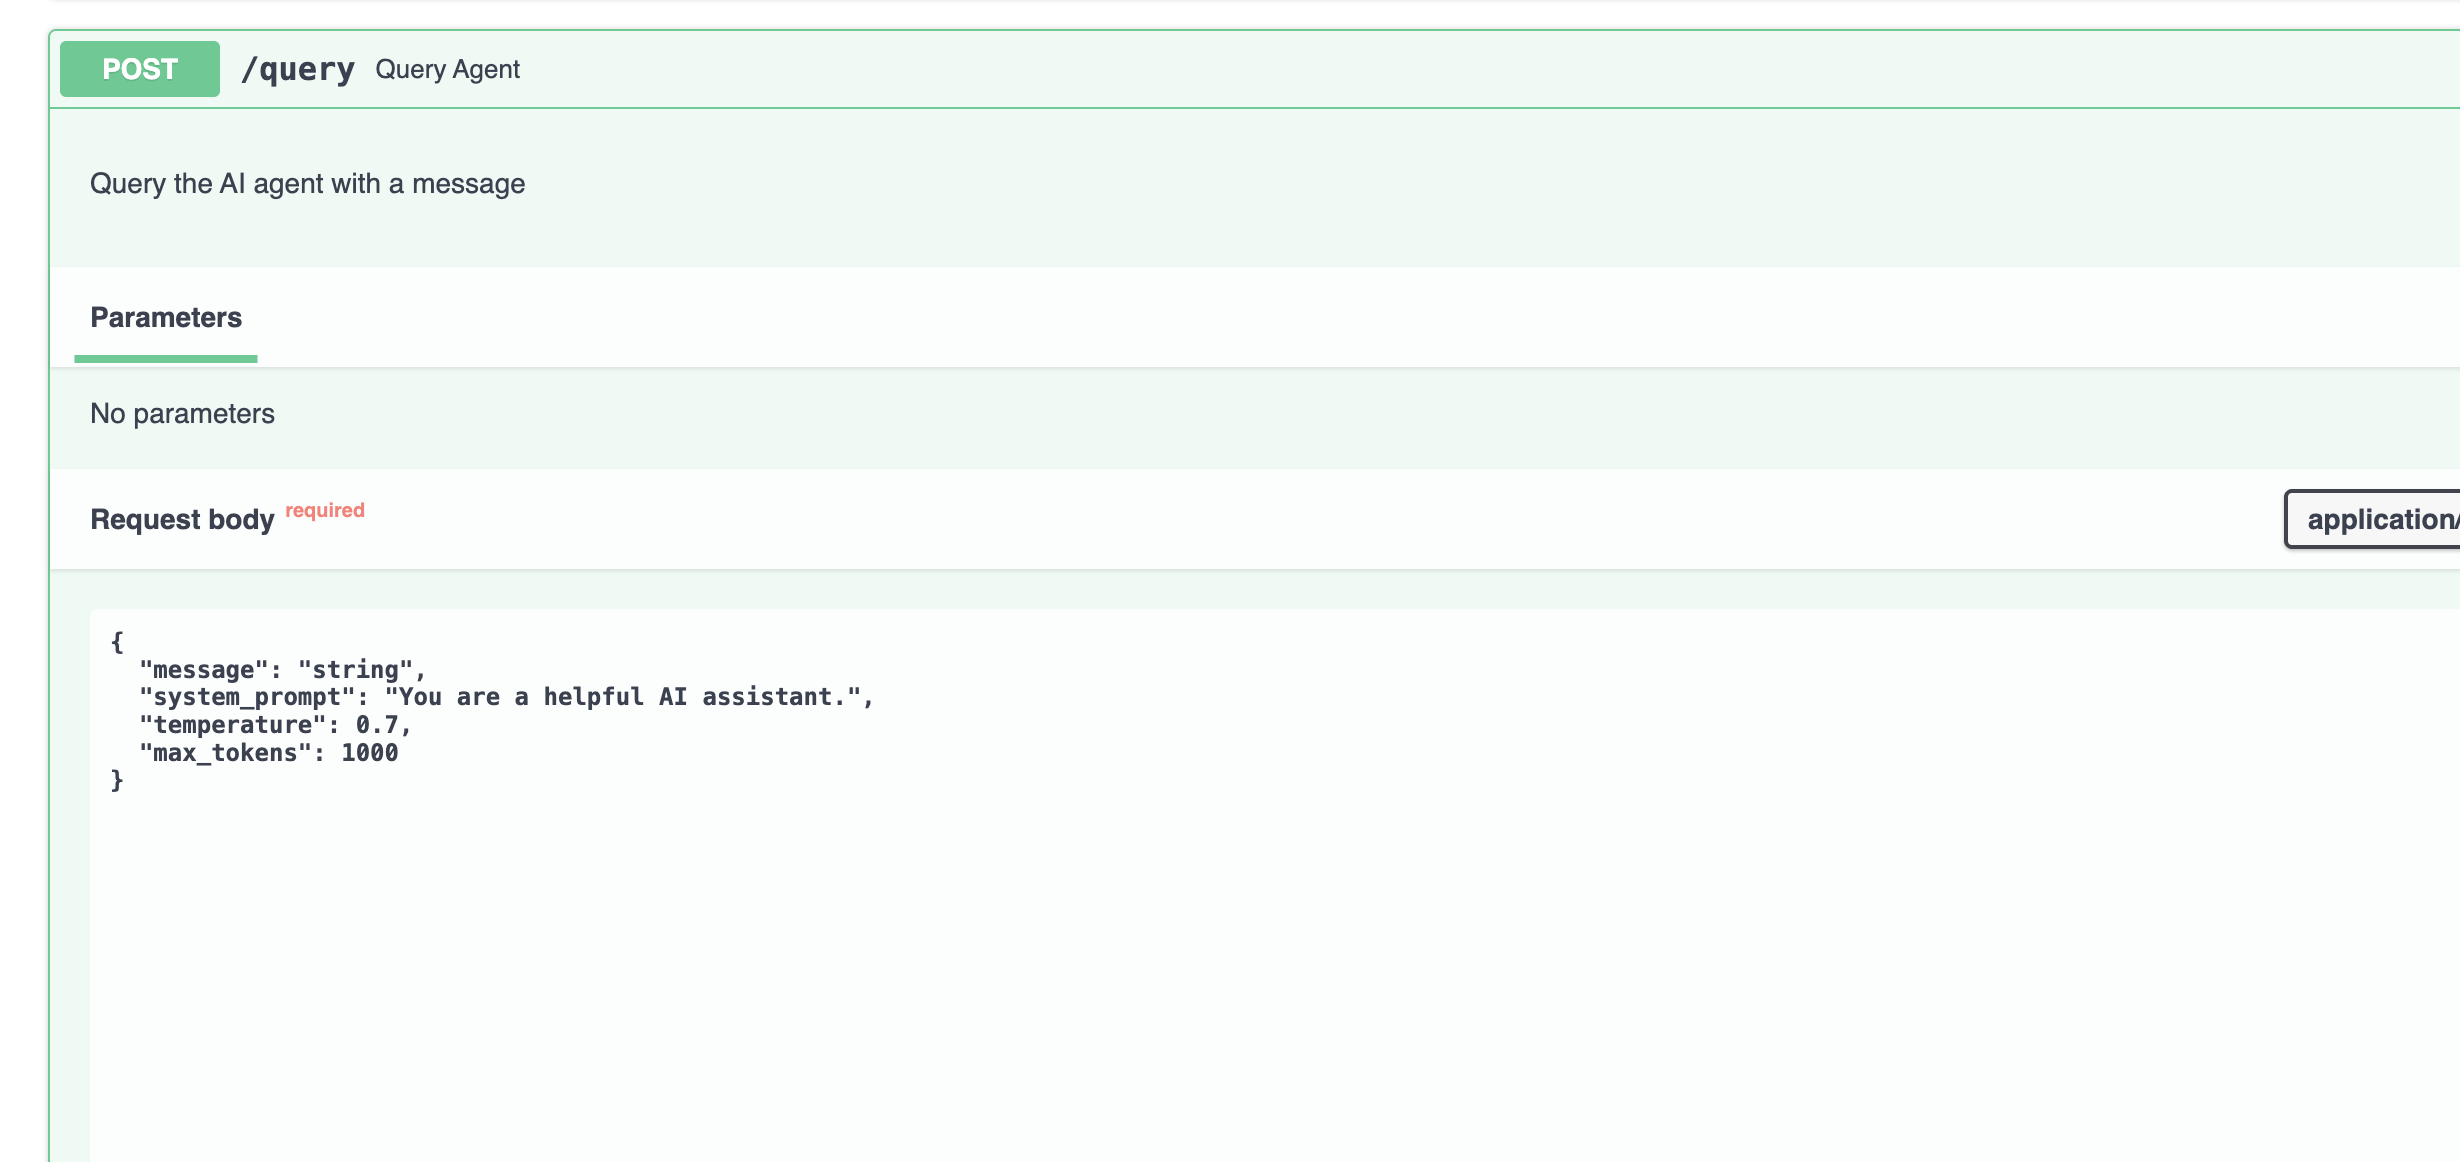 POST /query Query Agent
Query the AI agent with a message
Parameters
No parameters
Request body required
application/
{
  "message": "string",
  "system_prompt": "You are a helpful AI assistant.",
  "temperature": 0.7,
  "max_tokens": 1000
}